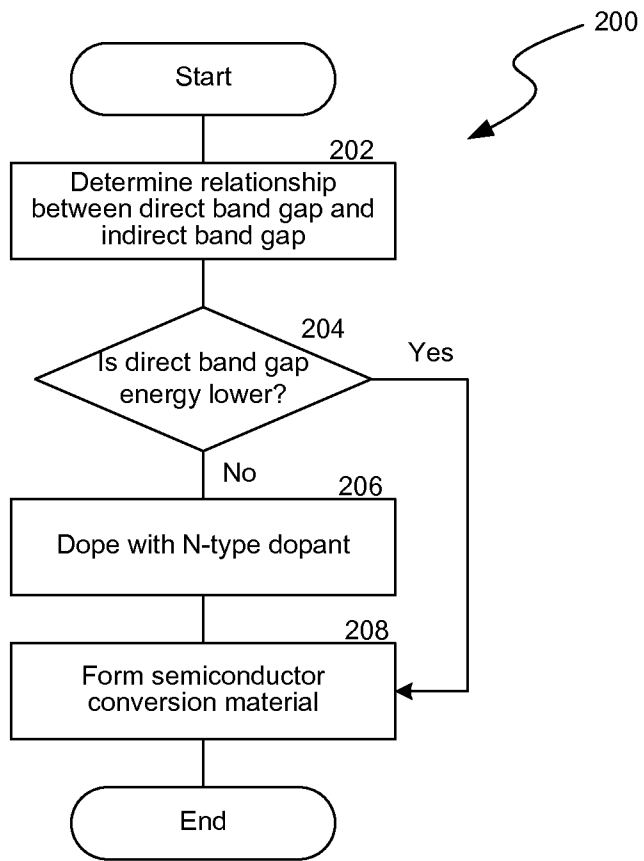 200
Start
202
Determine relationship
between direct band gap and
indirect band gap
204
Is direct band gap
energy lower?
Yes
No
206
Dope with N-type dopant
208
Form semiconductor
conversion material
End